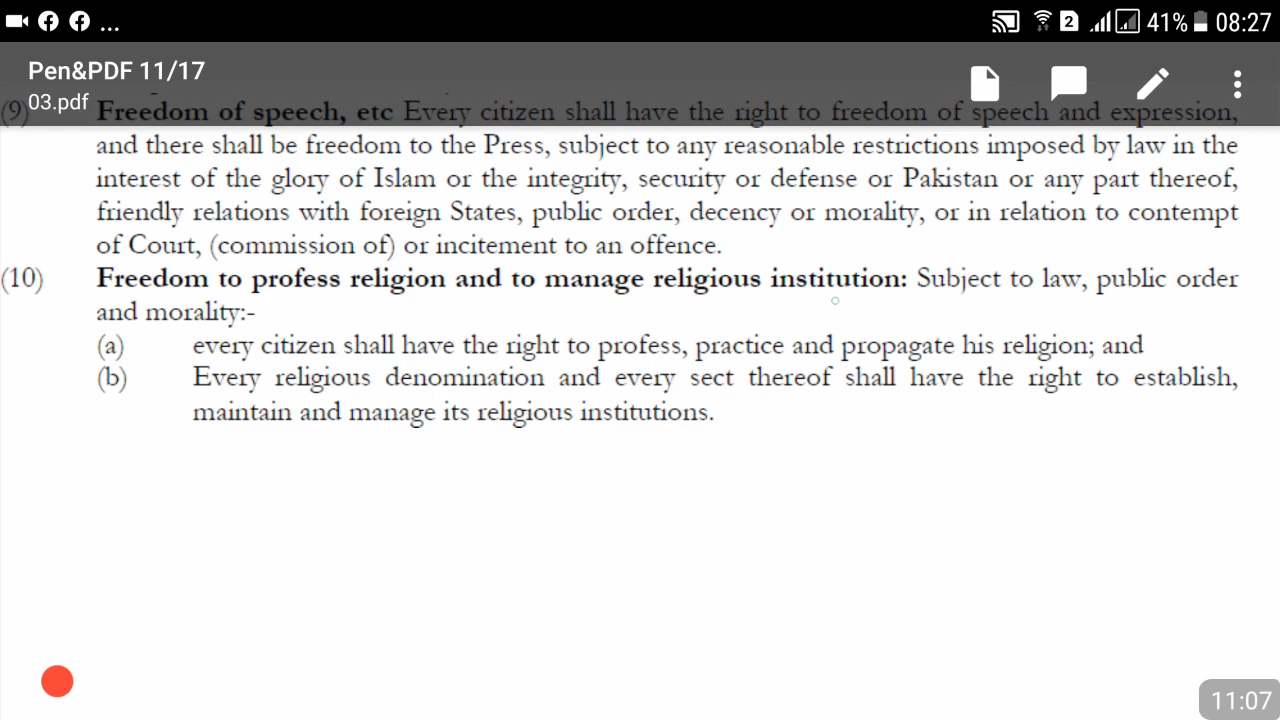 ... 2 41% 08:27
Pen&PDF 11/17
03.pdf
(9) Freedom of speech, etc Every citizen shall have the right to freedom of speech and expression,
and there shall be freedom to the Press, subject to any reasonable restrictions imposed by law in the
interest of the glory of Islam or the integrity, security or defense or Pakistan or any part thereof,
friendly relations with foreign States, public order, decency or morality, or in relation to contempt
of Court, (commission of) or incitement to an offence.
(10) Freedom to profess religion and to manage religious institution: Subject to law, public order
and morality:-
(a) every citizen shall have the right to profess, practice and propagate his religion; and
(b) Every religious denomination and every sect thereof shall have the right to establish,
maintain and manage its religious institutions.
11:07